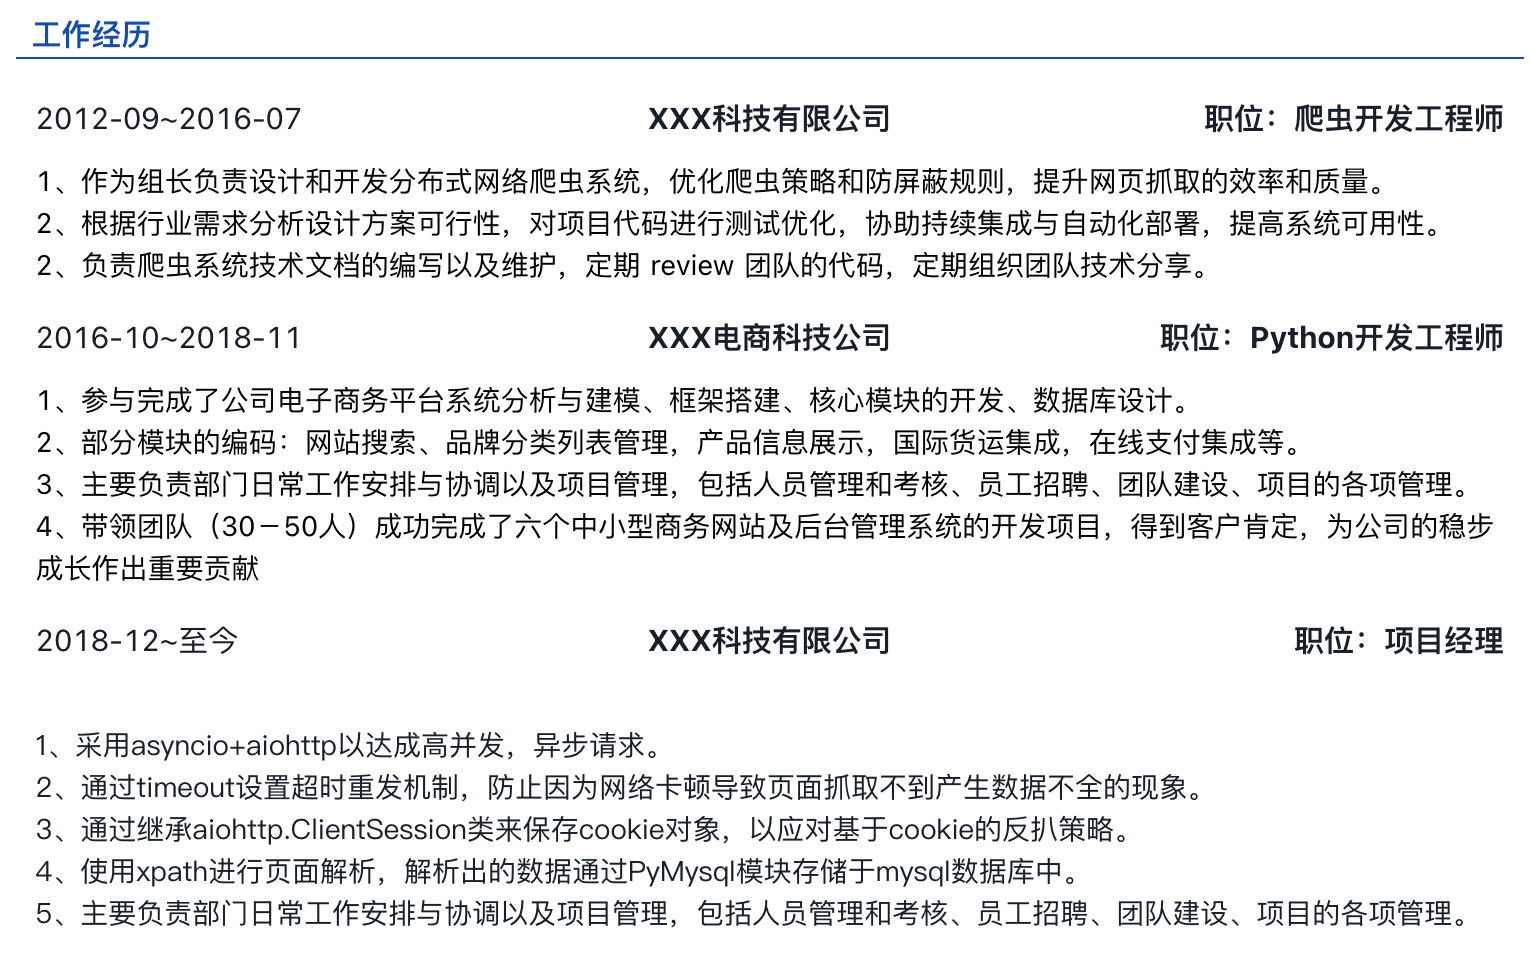 工作经历
2012-09~2016-07 XXX科技有限公司 职位：爬虫开发工程师
1、作为组长负责设计和开发分布式网络爬虫系统，优化爬虫策略和防屏蔽规则，提升网页抓取的效率和质量。
2、根据行业需求分析设计方案可行性，对项目代码进行测试优化，协助持续集成与自动化部署，提高系统可用性。
2、负责爬虫系统技术文档的编写以及维护，定期 review 团队的代码，定期组织团队技术分享。
2016-10~2018-11 XXX电商科技公司 职位：Python开发工程师
1、参与完成了公司电子商务平台系统分析与建模、框架搭建、核心模块的开发、数据库设计。
2、部分模块的编码：网站搜索、品牌分类列表管理，产品信息展示，国际货运集成，在线支付集成等。
3、主要负责部门日常工作安排与协调以及项目管理，包括人员管理和考核、员工招聘、团队建设、项目的各项管理。
4、带领团队（30－50人）成功完成了六个中小型商务网站及后台管理系统的开发项目，得到客户肯定，为公司的稳步
成长作出重要贡献
2018-12~至今 XXX科技有限公司 职位：项目经理
1、采用asyncio+aiohttp以达成高并发，异步请求。
2、通过timeout设置超时重发机制，防止因为网络卡顿导致页面抓取不到产生数据不全的现象。
3、通过继承aiohttp.ClientSession类来保存cookie对象，以应对基于cookie的反扒策略。
4、使用xpath进行页面解析，解析出的数据通过PyMysql模块存储于mysql数据库中。
5、主要负责部门日常工作安排与协调以及项目管理，包括人员管理和考核、员工招聘、团队建设、项目的各项管理。